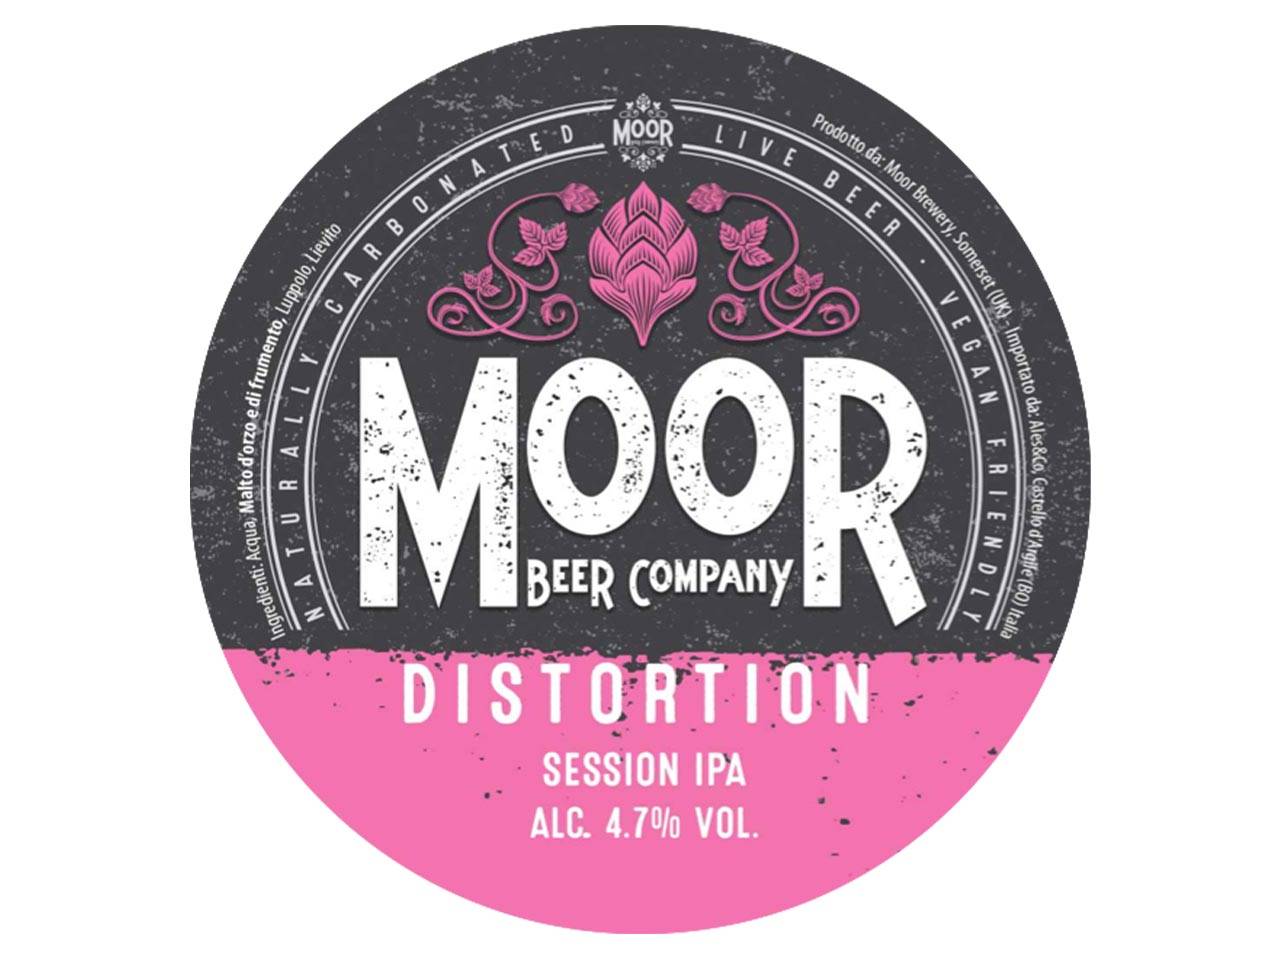 NATURALLY CARBONATED
MOOR
LIVE BEER · VEGAN FRIENDLY
Prodotto da: Moor Brewery, Somerset (UK) - Importato da: Ales&Co, Castello d'Argile (BO) Italia
Ingredienti: Acqua, Malto d'orzo e di frumento, Luppolo, Lievito
MOOR
BEER COMPANY
DISTORTION
SESSION IPA
ALC. 4.7% VOL.